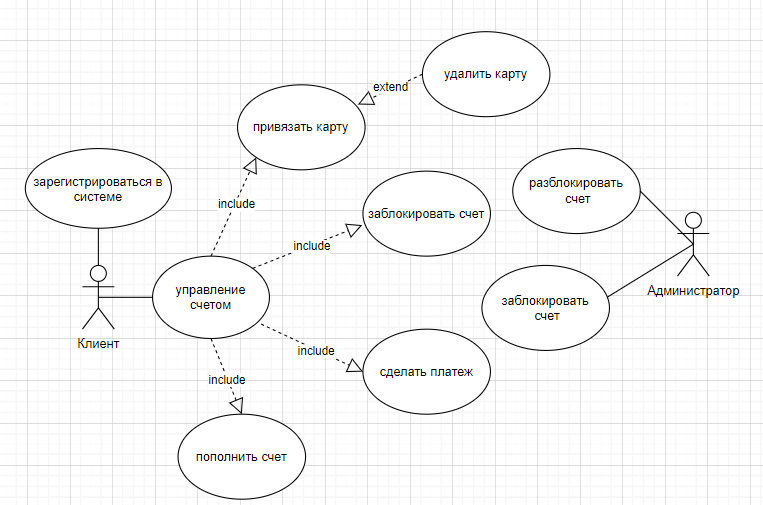 удалить карту
extend
привязать карту
зарегистрироваться в
системе
разблокировать
счет
include
заблокировать счет
include
управление
счетом
Администратор
заблокировать
счет
Клиент
include
сделать платеж
include
пополнить счет